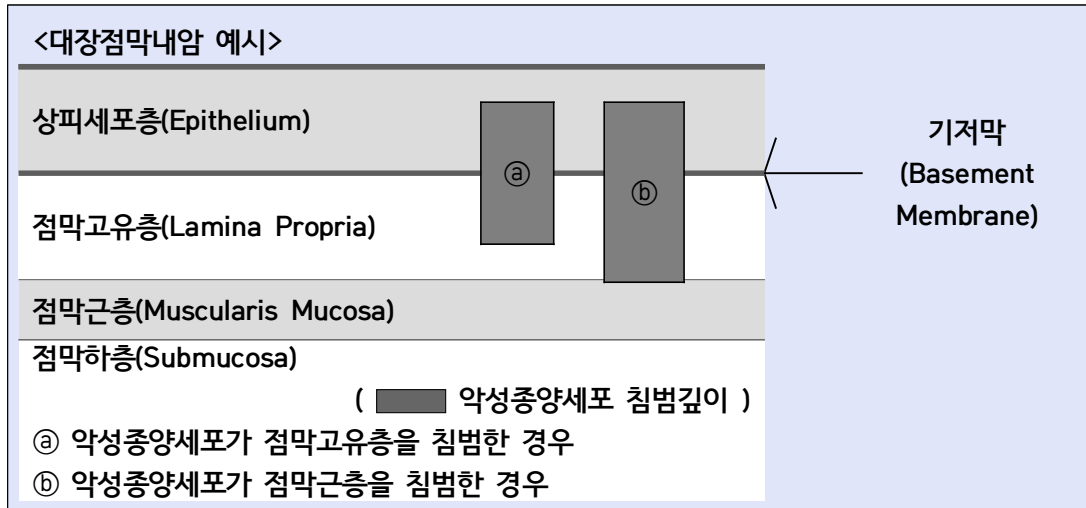 <대장점막내암 예시>
상피세포층(Epithelium)
ⓐ
ⓑ
기저막
(Basement
Membrane)
점막고유층(Lamina Propria)
점막근층(Muscularis Mucosa)
점막하층(Submucosa)
( 악성종양세포 침범깊이 )
ⓐ 악성종양세포가 점막고유층을 침범한 경우
ⓑ 악성종양세포가 점막근층을 침범한 경우